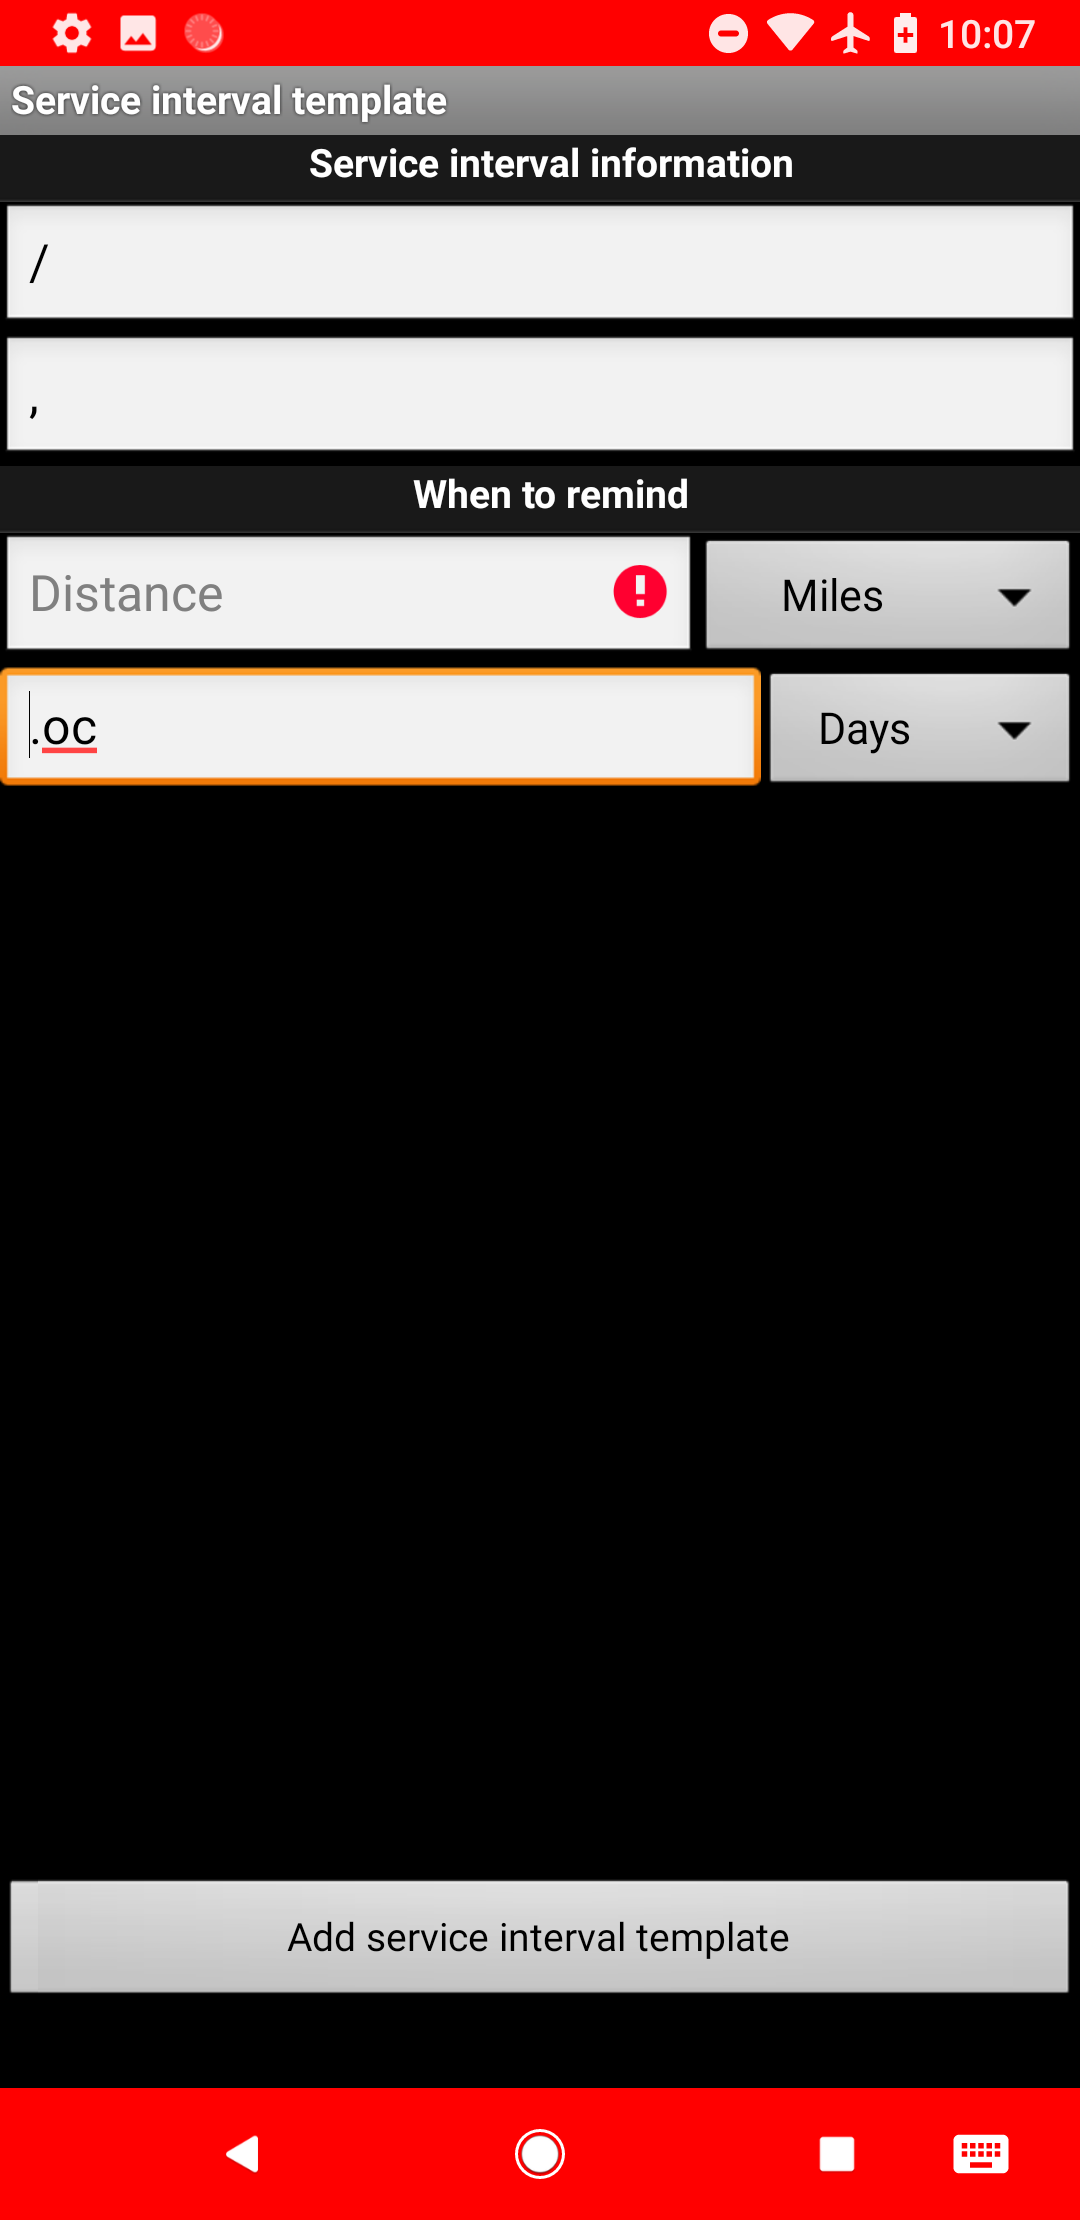 10:07
Service interval template
Service interval information
/
,
When to remind
Distance
Miles
.oc
Days
Add service interval template